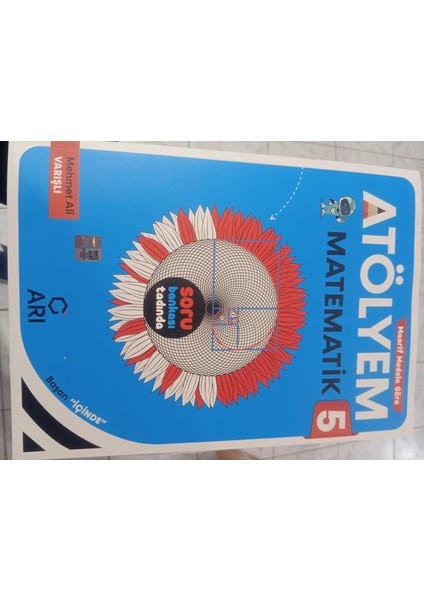 Maarif Modele Göre
ATÖLYEM
MATEMATİK 5
soru
bankası
tadında
Mehmet Ali
VARIŞLI
ARI
Başarı "İÇİNDE"